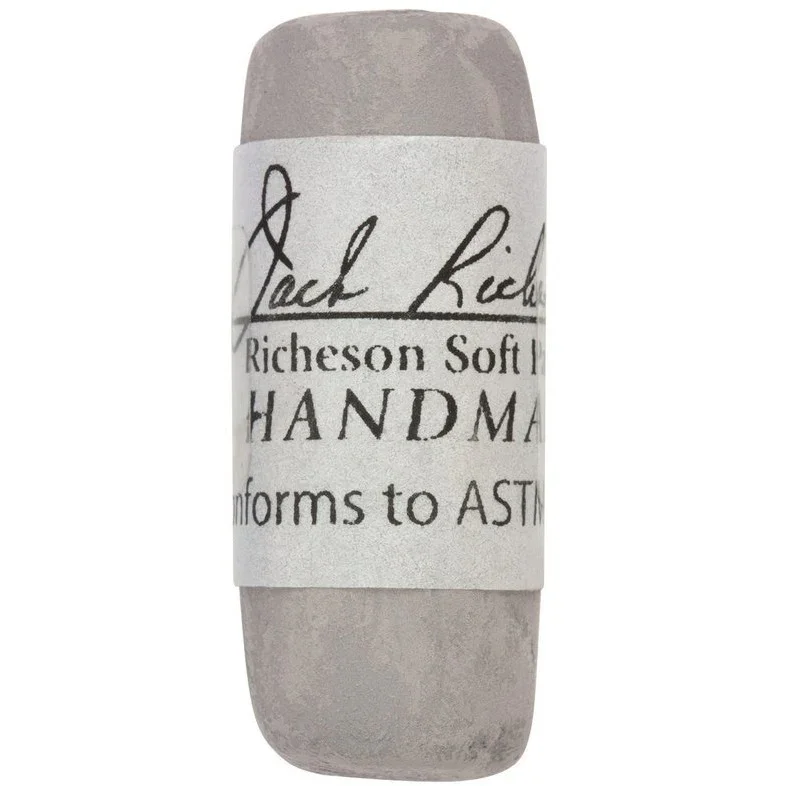 Jack Riche
Richeson Soft
HANDMA
nforms to ASTM